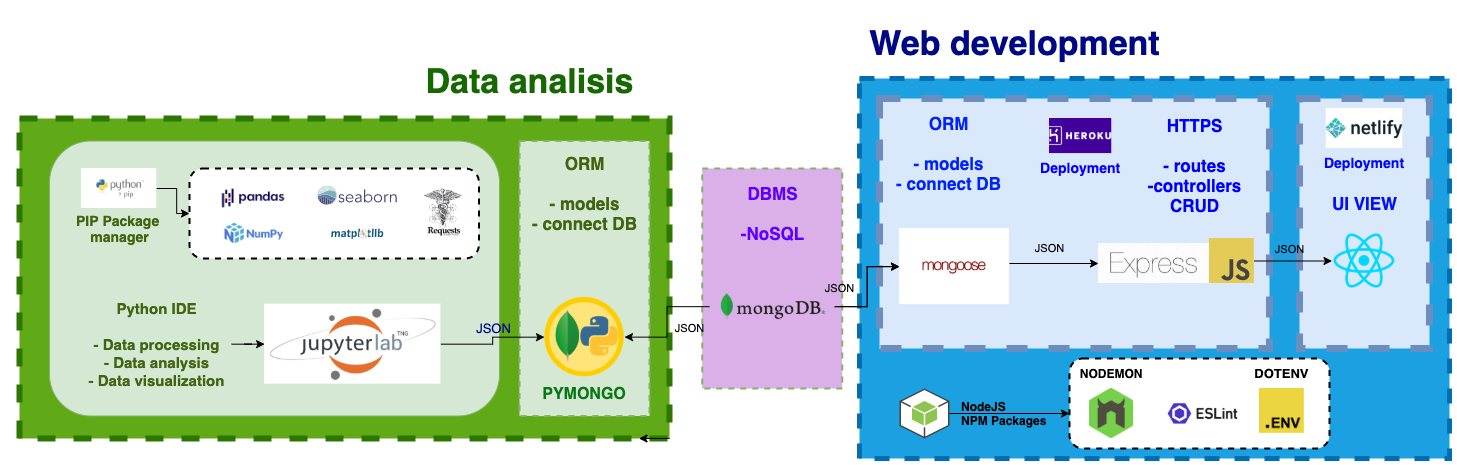 Data analisis
Web development
python
> pip
PIP Package
manager
pandas
seaborn
Requests
NumPy
matplotlib
Python IDE
- Data processing
- Data analysis
- Data visualization
jupyterlab
TNG
JSON
ORM
- models
- connect DB
PYMONGO
JSON
DBMS
-NoSQL
mongoDB.
JSON
ORM
- models
- connect DB
mongoose
HEROKU
Deployment
JSON
HTTPS
- routes
-controllers
CRUD
Express
JS
JSON
netlify
Deployment
UI VIEW
NodeJS
NPM Packages
NODEMON
ESLint
DOTENV
.ENV